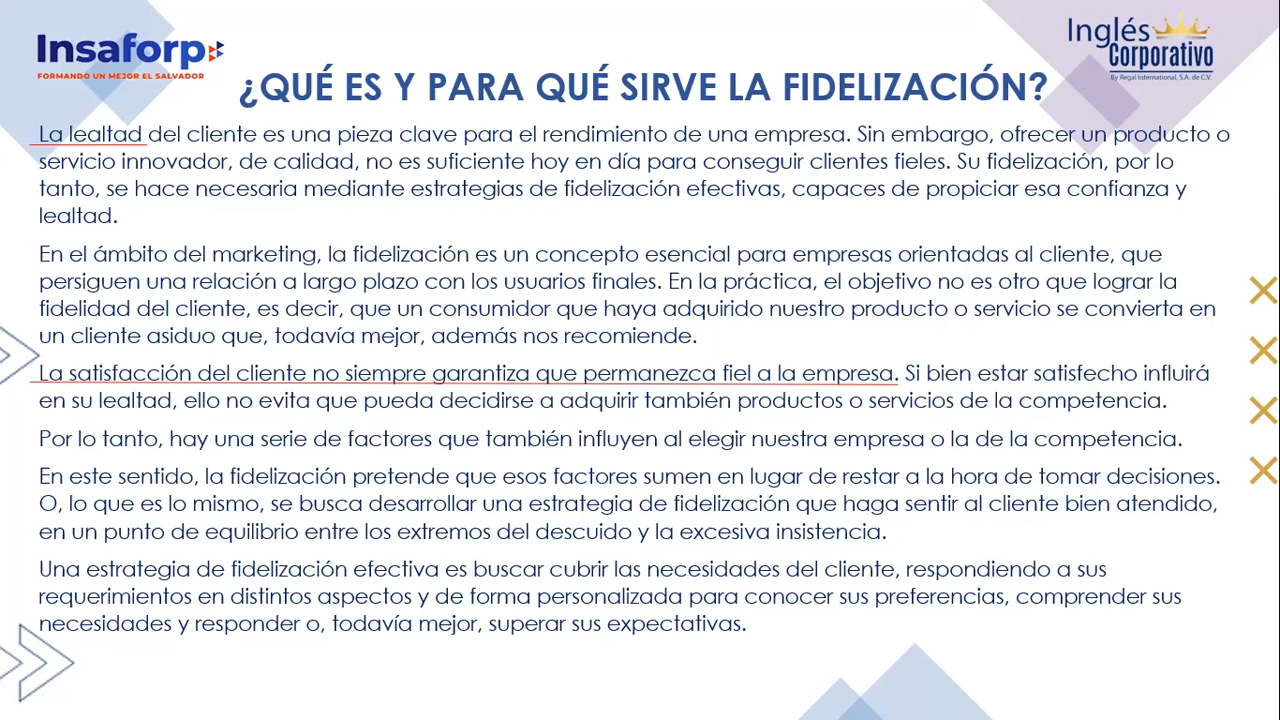 Insaforp
FORMANDO UN MEJOR EL SALVADOR
Inglés
Corporativo
By Regal International, S.A. de C.V.
¿QUÉ ES Y PARA QUÉ SIRVE LA FIDELIZACIÓN?
La lealtad del cliente es una pieza clave para el rendimiento de una empresa. Sin embargo, ofrecer un producto o
servicio innovador, de calidad, no es suficiente hoy en día para conseguir clientes fieles. Su fidelización, por lo
tanto, se hace necesaria mediante estrategias de fidelización efectivas, capaces de propiciar esa confianza y
lealtad.
En el ámbito del marketing, la fidelización es un concepto esencial para empresas orientadas al cliente, que
persiguen una relación a largo plazo con los usuarios finales. En la práctica, el objetivo no es otro que lograr la
fidelidad del cliente, es decir, que un consumidor que haya adquirido nuestro producto o servicio se convierta en
un cliente asiduo que, todavía mejor, además nos recomiende.
La satisfacción del cliente no siempre garantiza que permanezca fiel a la empresa. Si bien estar satisfecho influirá
en su lealtad, ello no evita que pueda decidirse a adquirir también productos o servicios de la competencia.
Por lo tanto, hay una serie de factores que también influyen al elegir nuestra empresa o la de la competencia.
En este sentido, la fidelización pretende que esos factores sumen en lugar de restar a la hora de tomar decisiones.
O, lo que es lo mismo, se busca desarrollar una estrategia de fidelización que haga sentir al cliente bien atendido,
en un punto de equilibrio entre los extremos del descuido y la excesiva insistencia.
Una estrategia de fidelización efectiva es buscar cubrir las necesidades del cliente, respondiendo a sus
requerimientos en distintos aspectos y de forma personalizada para conocer sus preferencias, comprender sus
necesidades y responder o, todavía mejor, superar sus expectativas.